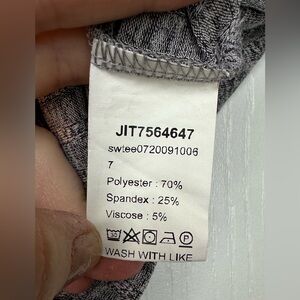 JIT7564647
swtee0720091006
7
Polyester : 70%
Spandex : 25%
Viscose : 5%
WASH WITH LIKE